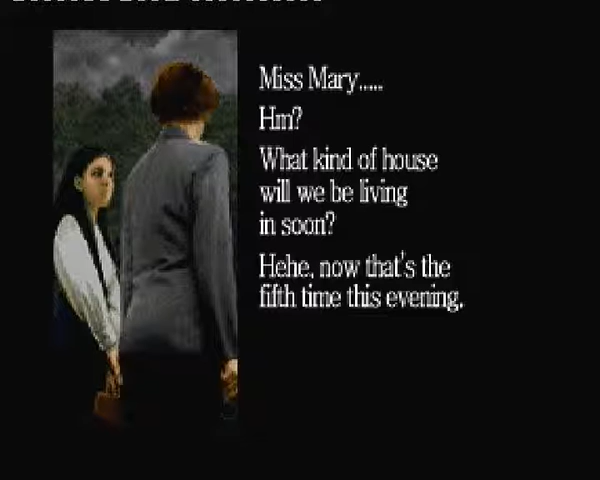 Miss Mary.....
Hm?
What kind of house
will we be living
in soon?
Hehe, now that's the
fifth time this evening.